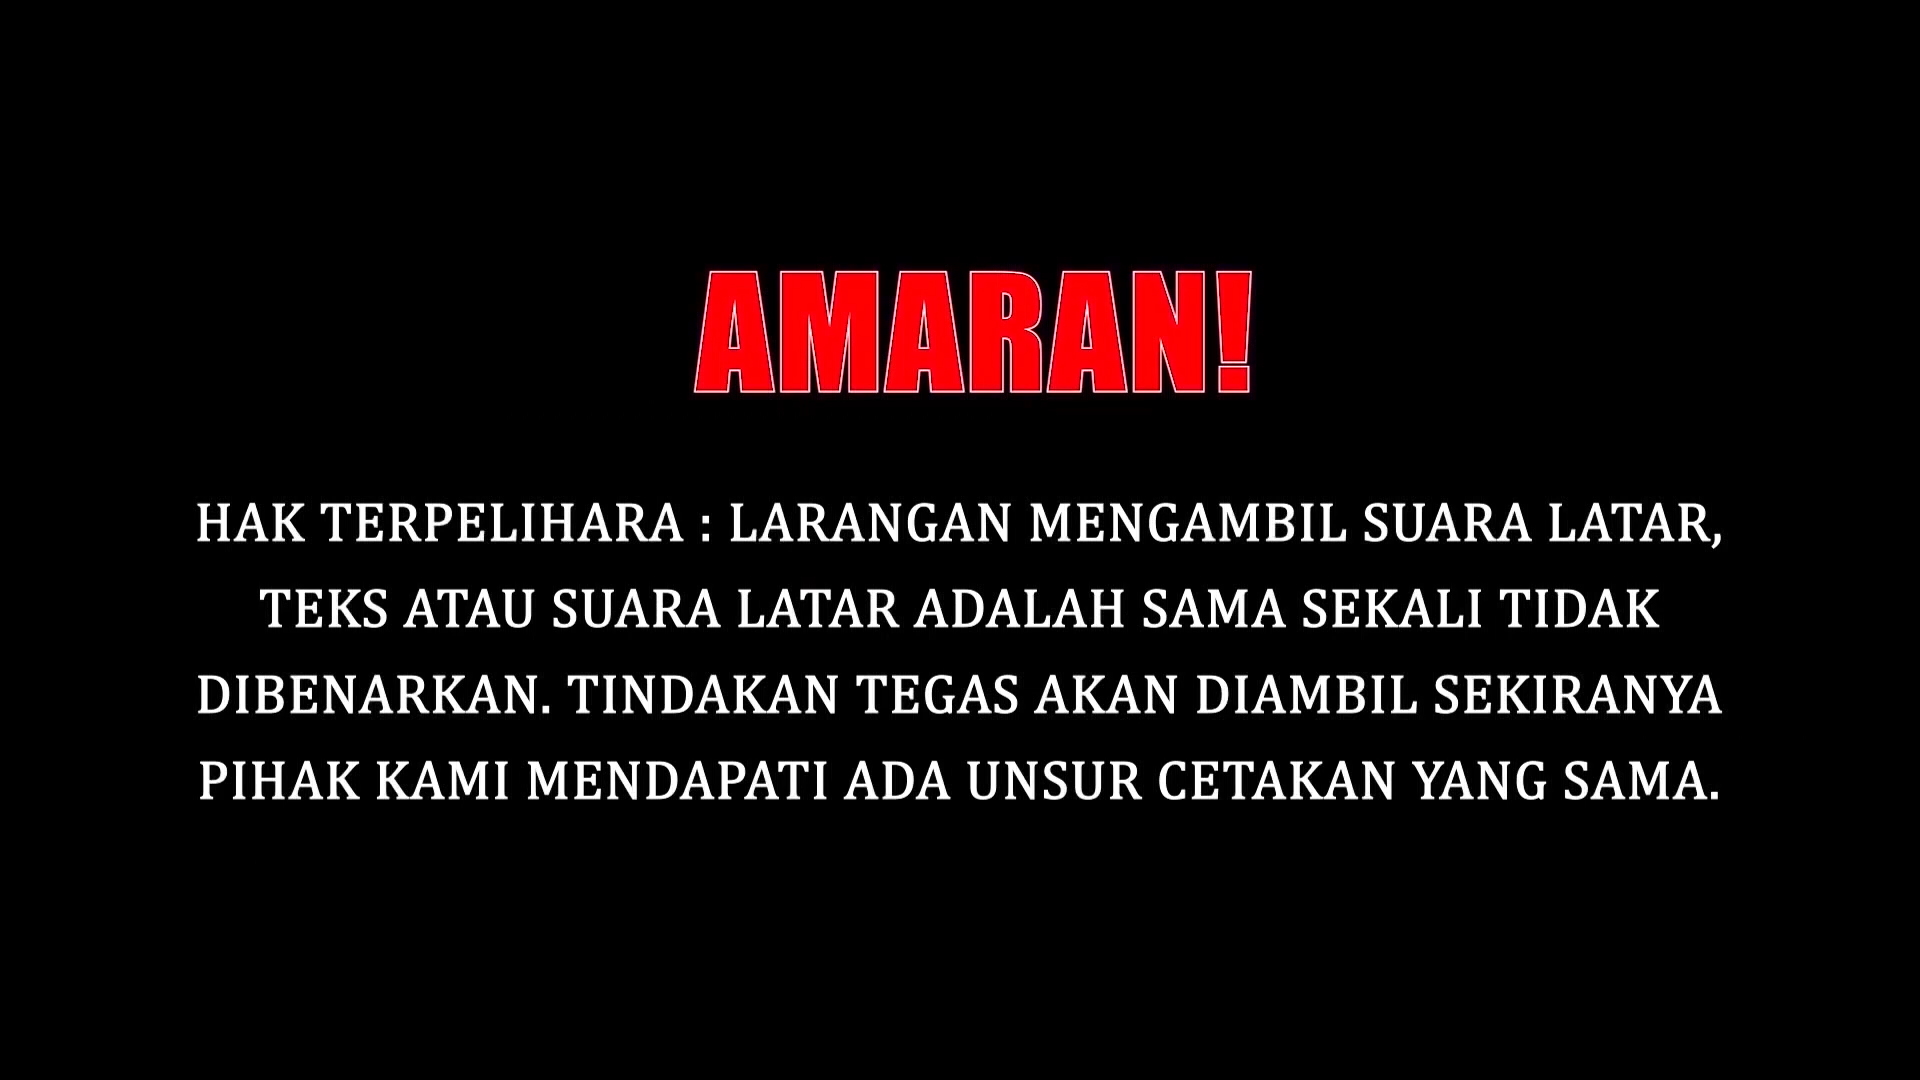 AMARAN!
HAK TERPELIHARA : LARANGAN MENGAMBIL SUARA LATAR,
TEKS ATAU SUARA LATAR ADALAH SAMA SEKALI TIDAK
DIBENARKAN. TINDAKAN TEGAS AKAN DIAMBIL SEKIRANYA
PIHAK KAMI MENDAPATI ADA UNSUR CETAKAN YANG SAMA.